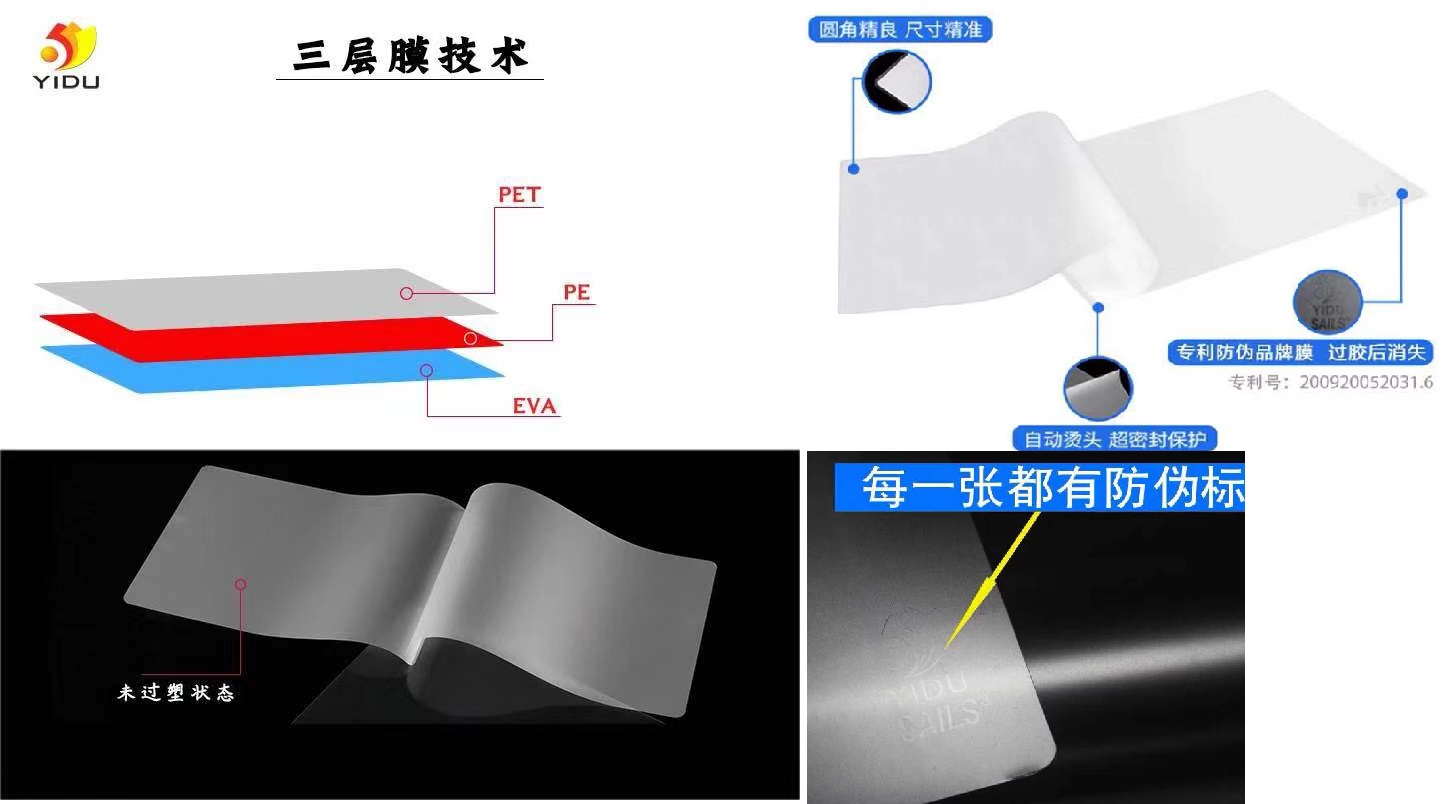 YIDU
三层膜技术
PET
PE
EVA
圆角精良 尺寸精准
YIDU
SAILS
专利防伪品牌膜 过胶后消失
专利号：200920052031.6
自动烫头 超密封保护
未过塑状态
每一张都有防伪标
YIDU
SAILS®